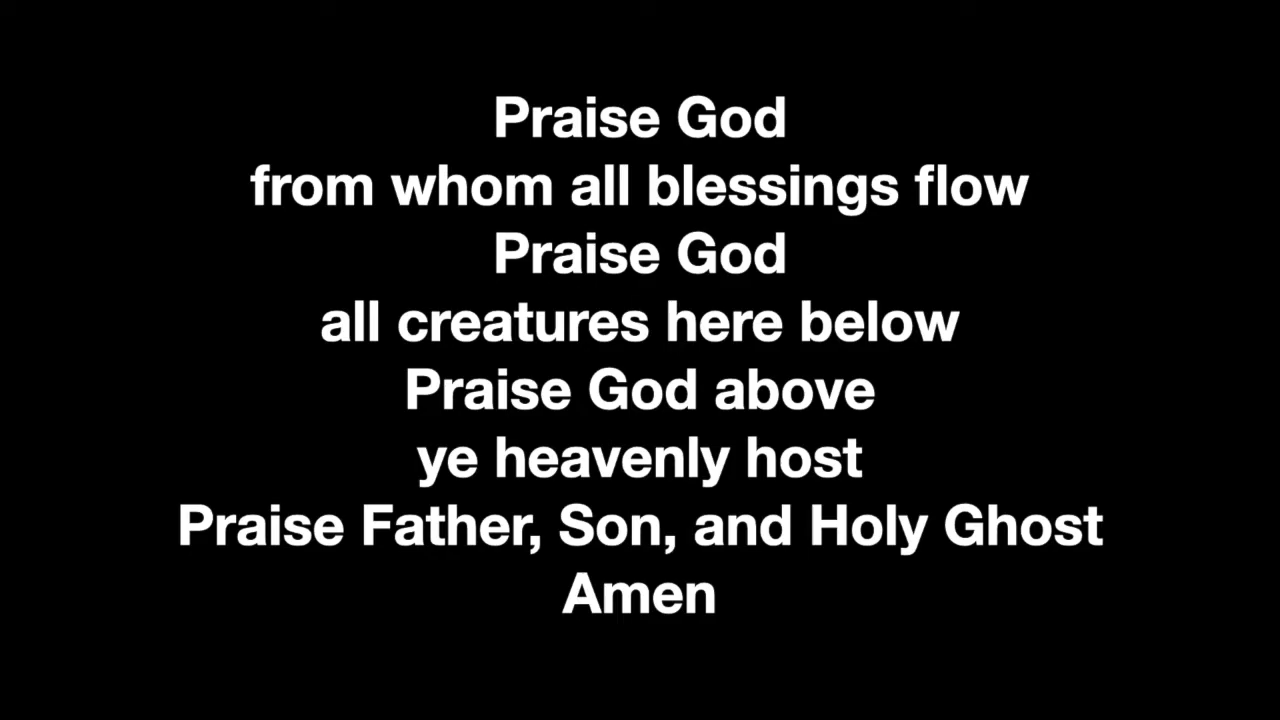 Praise God
from whom all blessings flow
Praise God
all creatures here below
Praise God above
ye heavenly host
Praise Father, Son, and Holy Ghost
Amen